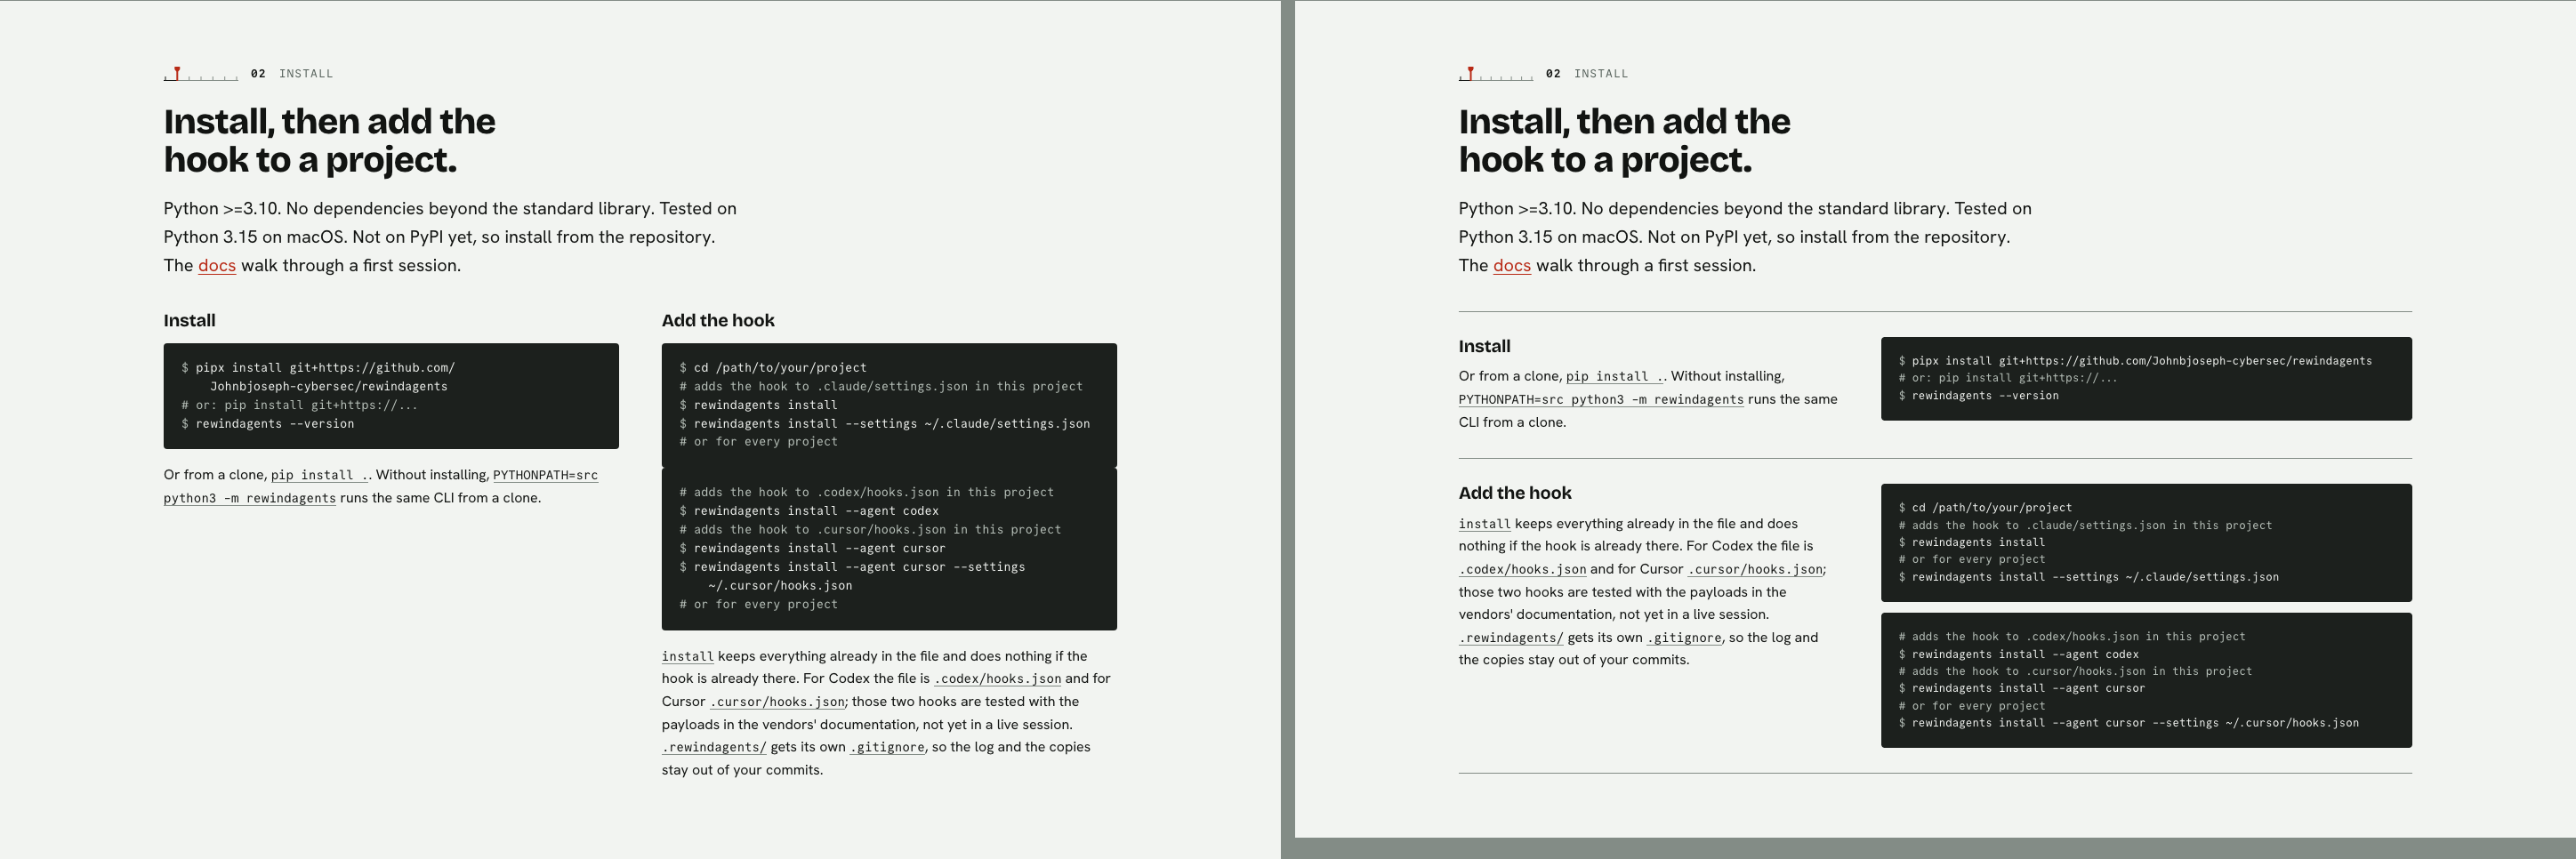 02 INSTALL
Install, then add the
hook to a project.
Python >=3.10. No dependencies beyond the standard library. Tested on
Python 3.15 on macOS. Not on PyPI yet, so install from the repository.
The docs walk through a first session.
Install
$ pipx install git+https://github.com/
Johnbjoseph-cybersec/rewindagents
# or: pip install git+https://...
$ rewindagents --version
Or from a clone, pip install .. Without installing, PYTHONPATH=src
python3 -m rewindagents runs the same CLI from a clone.
Add the hook
$ cd /path/to/your/project
# adds the hook to .claude/settings.json in this project
$ rewindagents install
$ rewindagents install --settings ~/.claude/settings.json
# or for every project
# adds the hook to .codex/hooks.json in this project
$ rewindagents install --agent codex
# adds the hook to .cursor/hooks.json in this project
$ rewindagents install --agent cursor
$ rewindagents install --agent cursor --settings
~/.cursor/hooks.json
# or for every project
install keeps everything already in the file and does nothing if the
hook is already there. For Codex the file is .codex/hooks.json and for
Cursor .cursor/hooks.json; those two hooks are tested with the
payloads in the vendors' documentation, not yet in a live session.
.rewindagents/ gets its own .gitignore, so the log and the copies
stay out of your commits.
02 INSTALL
Install, then add the
hook to a project.
Python >=3.10. No dependencies beyond the standard library. Tested on
Python 3.15 on macOS. Not on PyPI yet, so install from the repository.
The docs walk through a first session.
Install
Or from a clone, pip install .. Without installing,
PYTHONPATH=src python3 -m rewindagents runs the same
CLI from a clone.
$ pipx install git+https://github.com/Johnbjoseph-cybersec/rewindagents
# or: pip install git+https://...
$ rewindagents --version
Add the hook
install keeps everything already in the file and does
nothing if the hook is already there. For Codex the file is
.codex/hooks.json and for Cursor .cursor/hooks.json;
those two hooks are tested with the payloads in the
vendors' documentation, not yet in a live session.
.rewindagents/ gets its own .gitignore, so the log and
the copies stay out of your commits.
$ cd /path/to/your/project
# adds the hook to .claude/settings.json in this project
$ rewindagents install
# or for every project
$ rewindagents install --settings ~/.claude/settings.json
# adds the hook to .codex/hooks.json in this project
$ rewindagents install --agent codex
# adds the hook to .cursor/hooks.json in this project
$ rewindagents install --agent cursor
# or for every project
$ rewindagents install --agent cursor --settings ~/.cursor/hooks.json